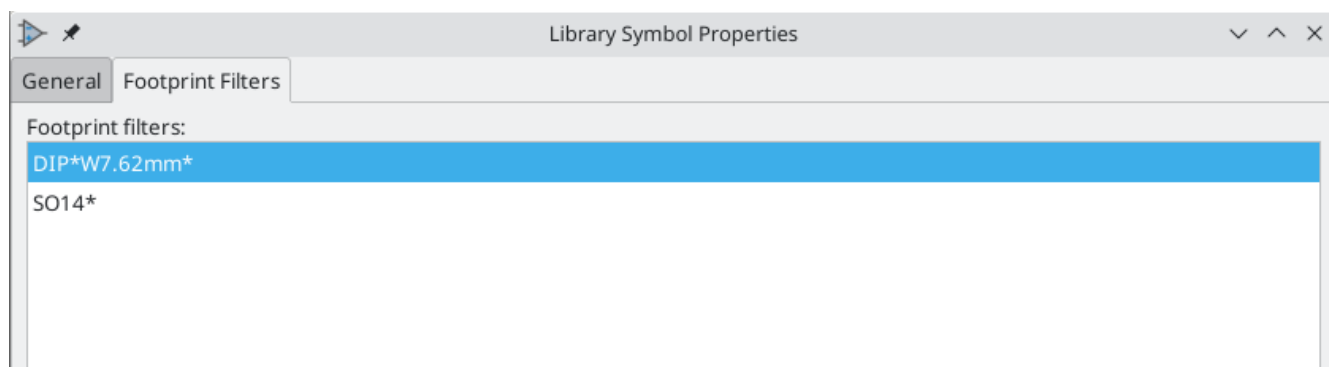 Library Symbol Properties
General Footprint Filters
Footprint filters:
DIP*W7.62mm*
SO14*